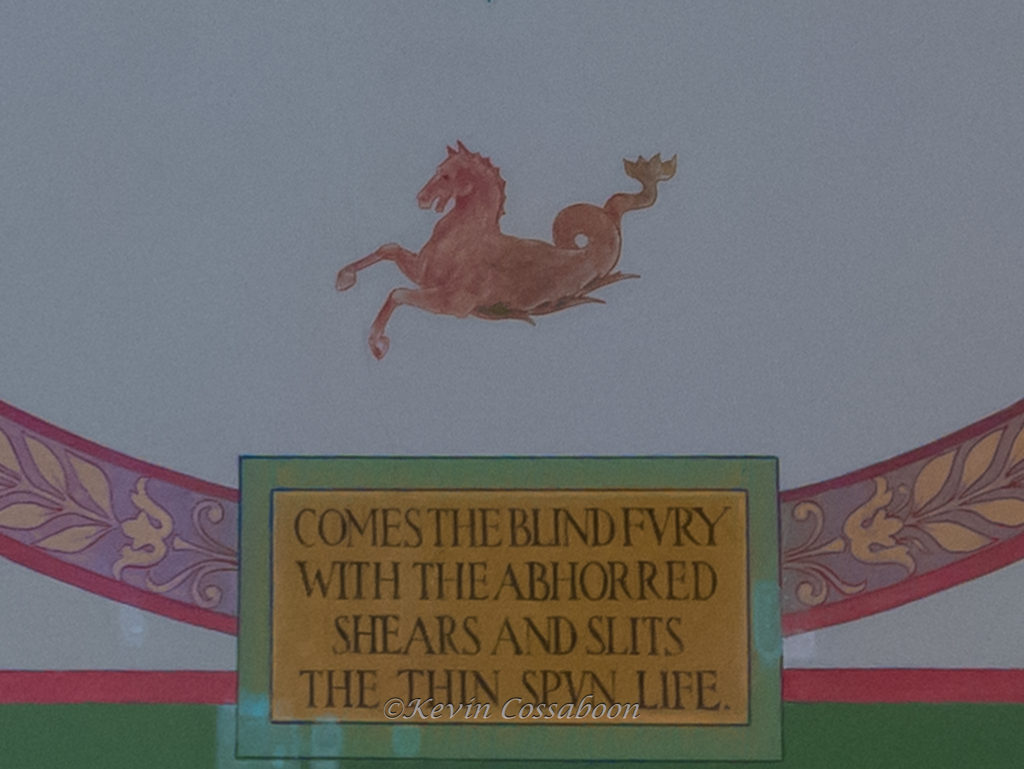 COMES THE BLIND FVRY
WITH THE ABHORRED
SHEARS AND SLITS
THE THIN SPVN LIFE.
©Kevin Cossaboon